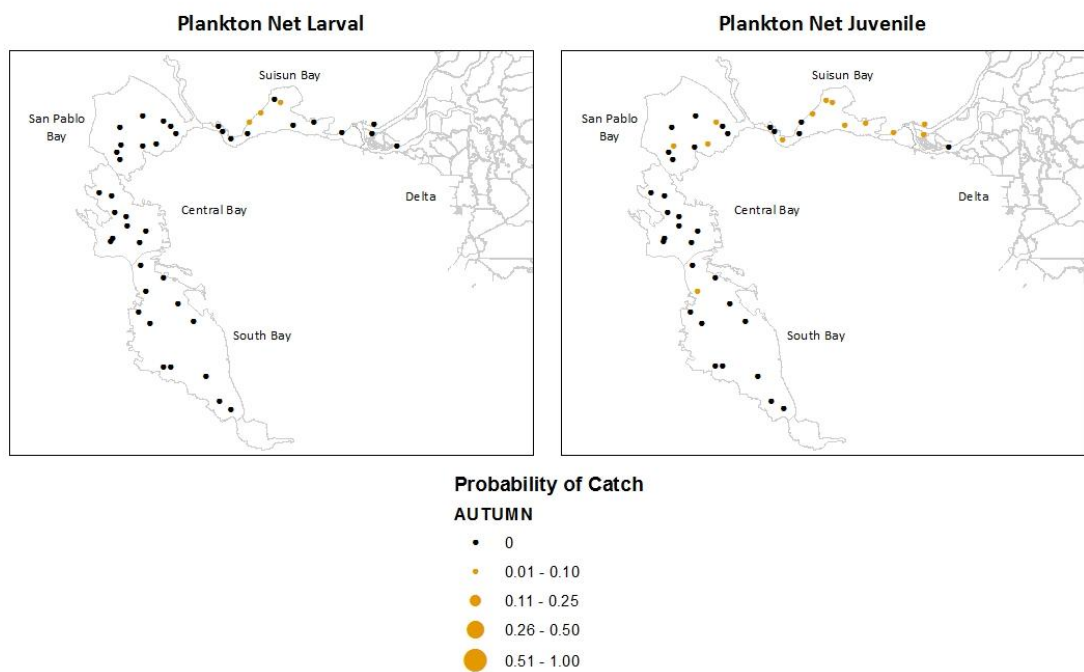 Plankton Net Larval
Suisun Bay
San Pablo
Bay
Central Bay
Delta
South Bay
Plankton Net Juvenile
Suisun Bay
San Pablo
Bay
Central Bay
Delta
South Bay
Probability of Catch
AUTUMN
0
0.01 - 0.10
0.11 - 0.25
0.26 - 0.50
0.51 - 1.00